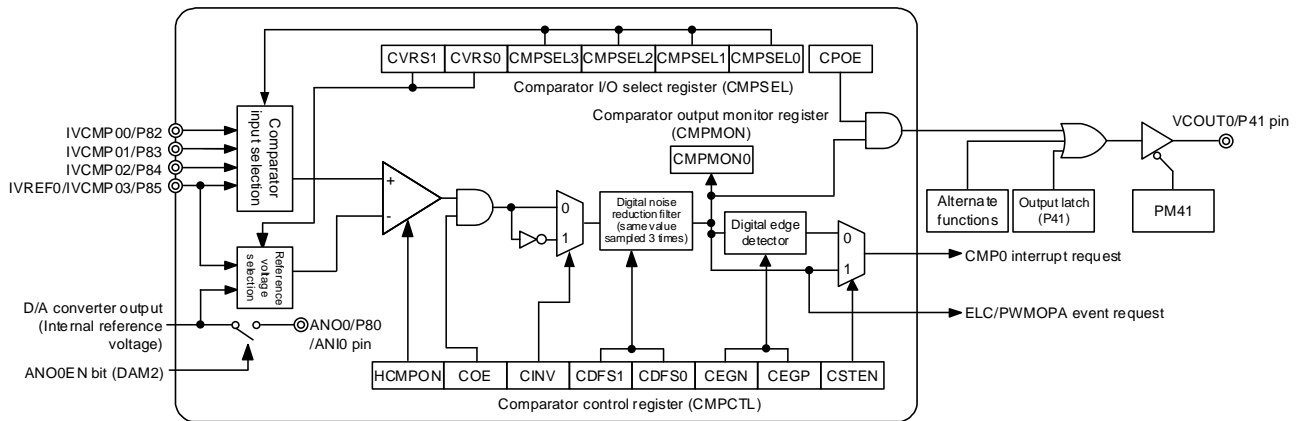 CVRS1 CVRS0 CMPSEL3 CMPSEL2 CMPSEL1 CMPSEL0 CPOE
Comparator I/O select register (CMPSEL)
IVCMP00/P82
IVCMP01/P83
IVCMP02/P84
IVREF0/IVCMP03/P85
Comparator
input selection
Comparator output monitor register
(CMPMON)
CMPMON0
VCOUT0/P41 pin
+
-
0
1
Digital noise
reduction filter
(same value
sampled 3 times)
Digital edge
detector
0
1
Alternate
functions
Output latch
(P41)
PM41
Reference
voltage
selection
CMP0 interrupt request
ELC/PWMOPA event request
D/A converter output
(Internal reference
voltage)
ANO0/P80
/ANI0 pin
ANO0EN bit (DAM2)
HCMPON COE CINV CDFS1 CDFS0 CEGN CEGP CSTEN
Comparator control register (CMPCTL)